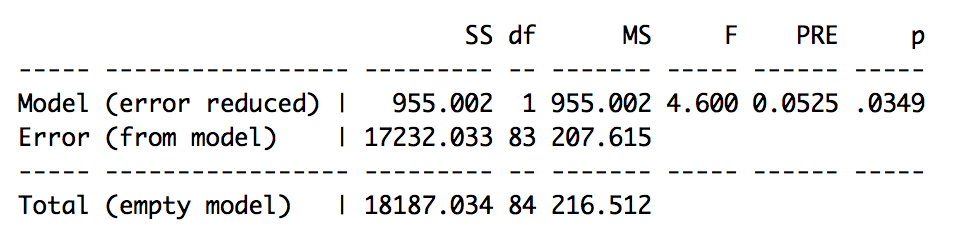 SS df MS F PRE p
----- ----------------- --------- -- ------- ----- ------ -----
Model (error reduced) | 955.002 1 955.002 4.600 0.0525 .0349
Error (from model) | 17232.033 83 207.615
----- ----------------- --------- -- ------- ----- ------ -----
Total (empty model) | 18187.034 84 216.512